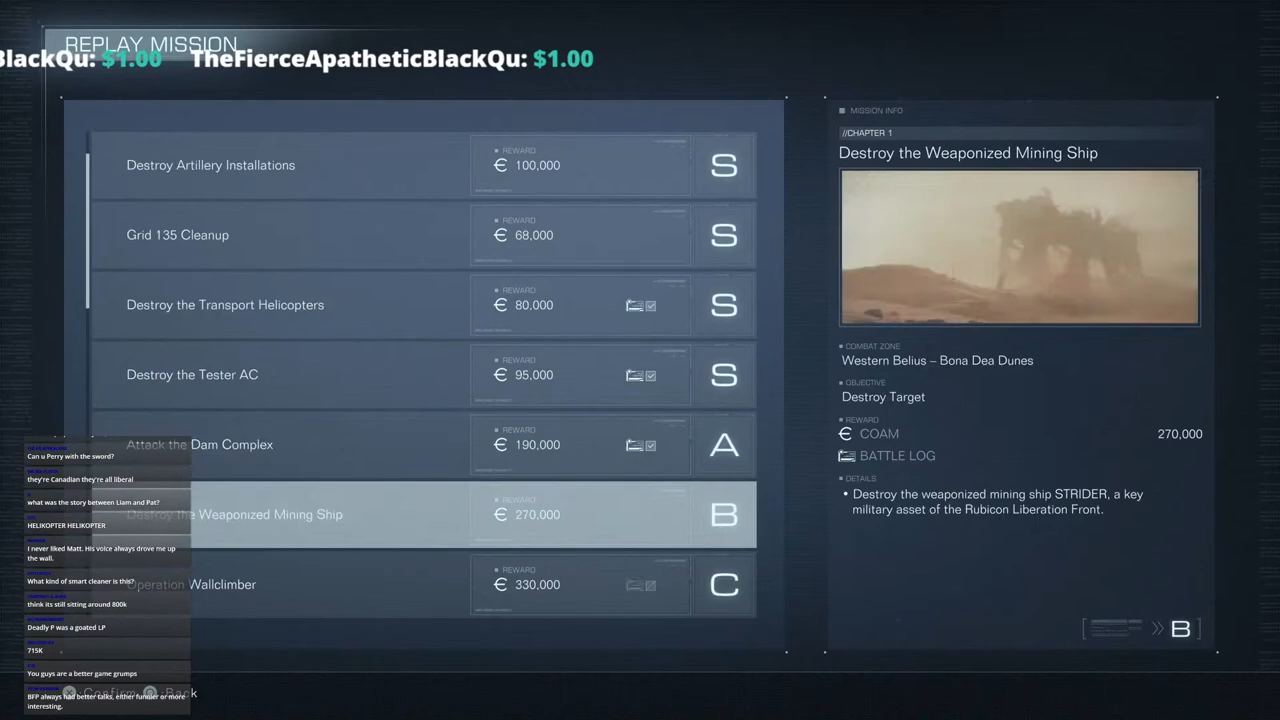 REPLAY MISSION
BlackQu: $1.00 TheFierceApatheticBlackQu: $1.00
Destroy Artillery Installations
REWARD
100,000
S
Grid 135 Cleanup
REWARD
68,000
S
Destroy the Transport Helicopters
REWARD
80,000
S
Destroy the Tester AC
REWARD
95,000
S
Attack the Dam Complex
REWARD
190,000
A
Destroy the Weaponized Mining Ship
REWARD
270,000
B
Operation Wallclimber
REWARD
330,000
C
MISSION INFO
//CHAPTER 1
Destroy the Weaponized Mining Ship
COMBAT ZONE
Western Belius – Bona Dea Dunes
OBJECTIVE
Destroy Target
REWARD
COAM 270,000
BATTLE LOG
DETAILS
• Destroy the weaponized mining ship STRIDER, a key
military asset of the Rubicon Liberation Front.
B
Can u Perry with the sword?
they're Canadian they're all liberal
what was the story between Liam and Pat?
HELIKOPTER HELIKOPTER
I never liked Matt. His voice always drove me up
the wall.
What kind of smart cleaner is this?
think its still sitting around 800k
Deadly P was a goated LP
715K
You guys are a better game grumps
BFP always had better talks, either funnier or more
interesting.
Confirm Back